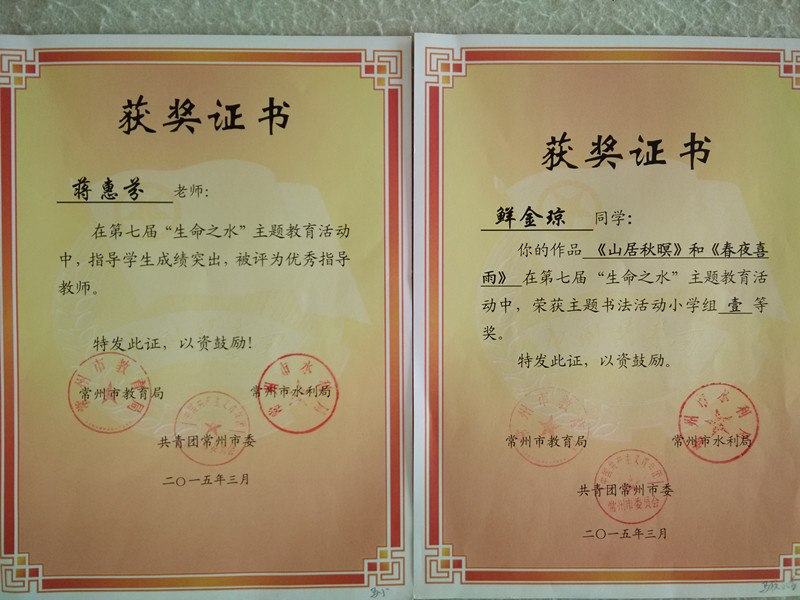 获奖证书
蒋惠芬 老师：
在第七届“生命之水”主题教育活动
中，指导学生成绩突出，被评为优秀指导
教师。
特发此证，以资鼓励！
常州市教育局 常州市水利局
共青团常州市委
二〇一五年三月
获奖证书
鲜金琼 同学：
你的作品《山居秋暝》和《春夜喜
雨》在第七届“生命之水”主题教育活
动中，荣获主题书法活动小学组 壹 等
奖。
特发此证，以资鼓励。
常州市教育局 常州市水利局
共青团常州市委
常州市委员会
二〇一五年三月